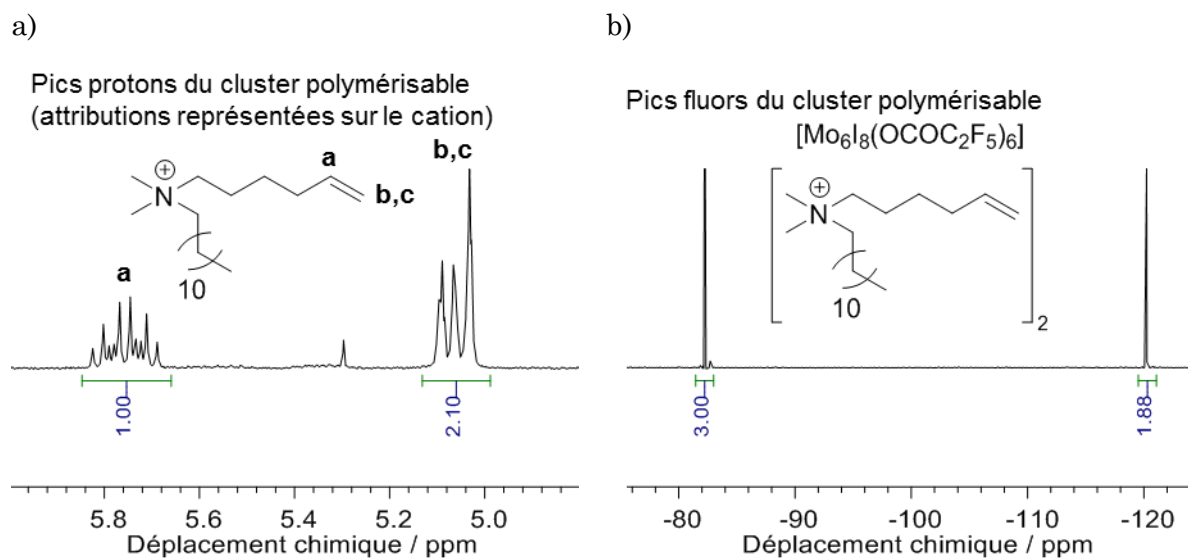 a)
b)
Pics protons du cluster polymérisable
(attributions représentées sur le cation)
a
b,c
b,c
+
N
10
a
1.00
2.10
5.8 5.6 5.4 5.2 5.0
Déplacement chimique / ppm
Pics fluors du cluster polymérisable
[Mo₆I₈(OCOC₂F₅)₆]
+
N
10
2
3.00
1.88
-80 -90 -100 -110 -120
Déplacement chimique / ppm